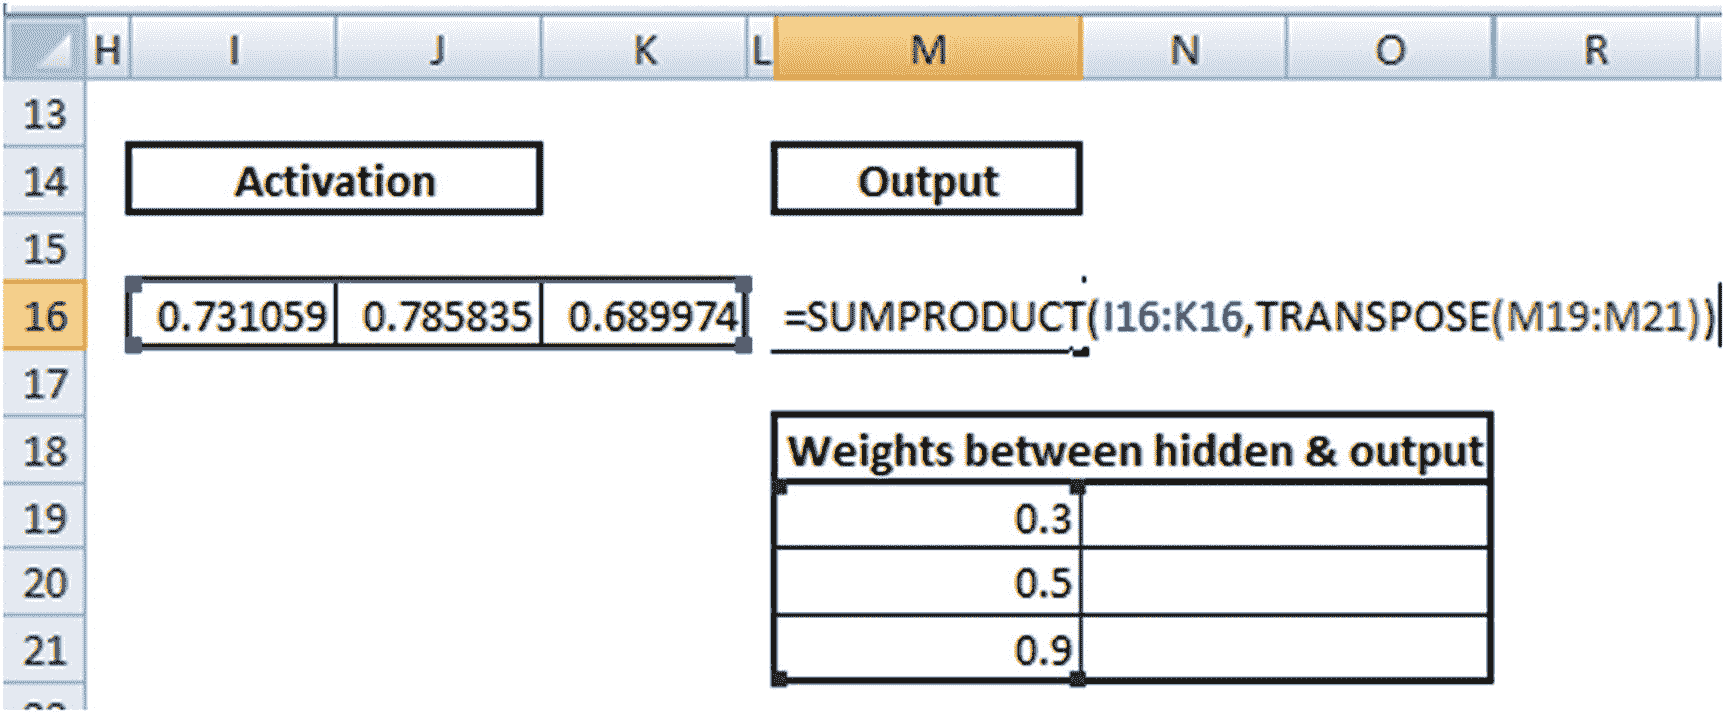 H I J K L M N O R
13
14 Activation Output
15
16 0.731059 0.785835 0.689974 =SUMPRODUCT(I16:K16,TRANSPOSE(M19:M21))
17
18 Weights between hidden & output
19 0.3
20 0.5
21 0.9